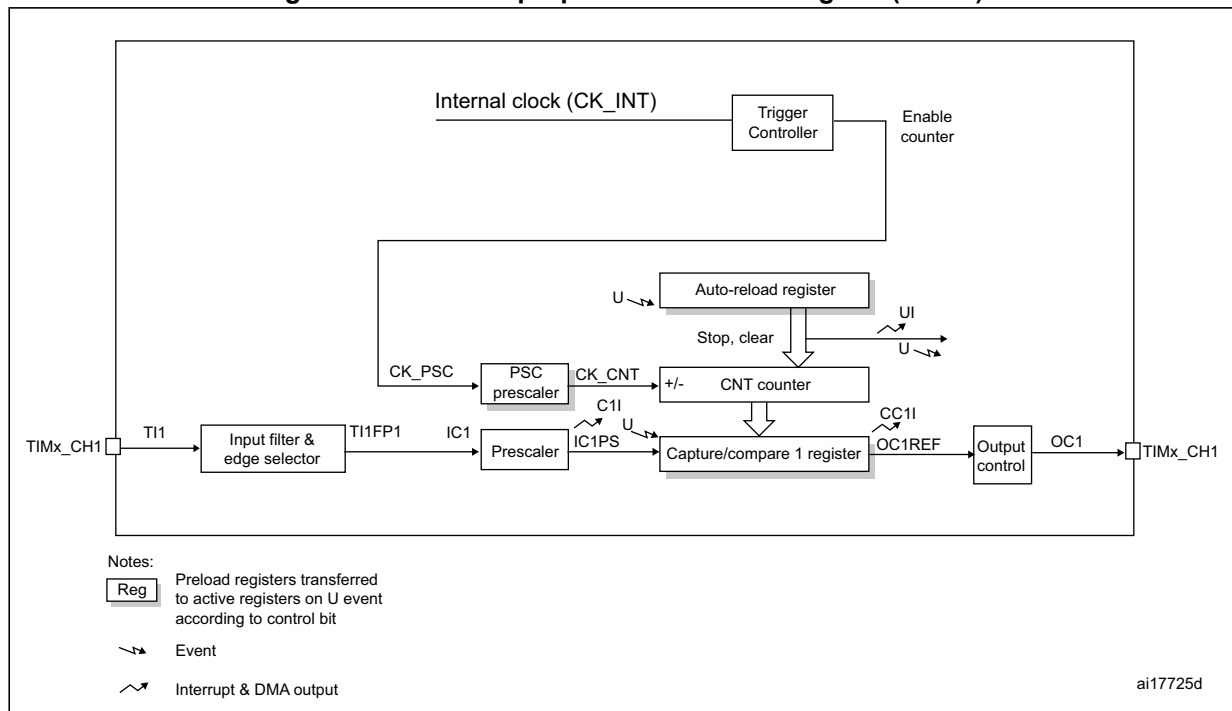 Internal clock (CK_INT)
Trigger
Controller
Enable
counter
U
Auto-reload register
UI
Stop, clear
U
CK_PSC
PSC
prescaler
CK_CNT
+/-
CNT counter
C1I
U
CC1I
TIMx_CH1
TI1
Input filter &
edge selector
TI1FP1
IC1
Prescaler
IC1PS
Capture/compare 1 register
OC1REF
Output
control
OC1
TIMx_CH1
Notes:
Reg
Preload registers transferred
to active registers on U event
according to control bit
Event
Interrupt & DMA output
ai17725d